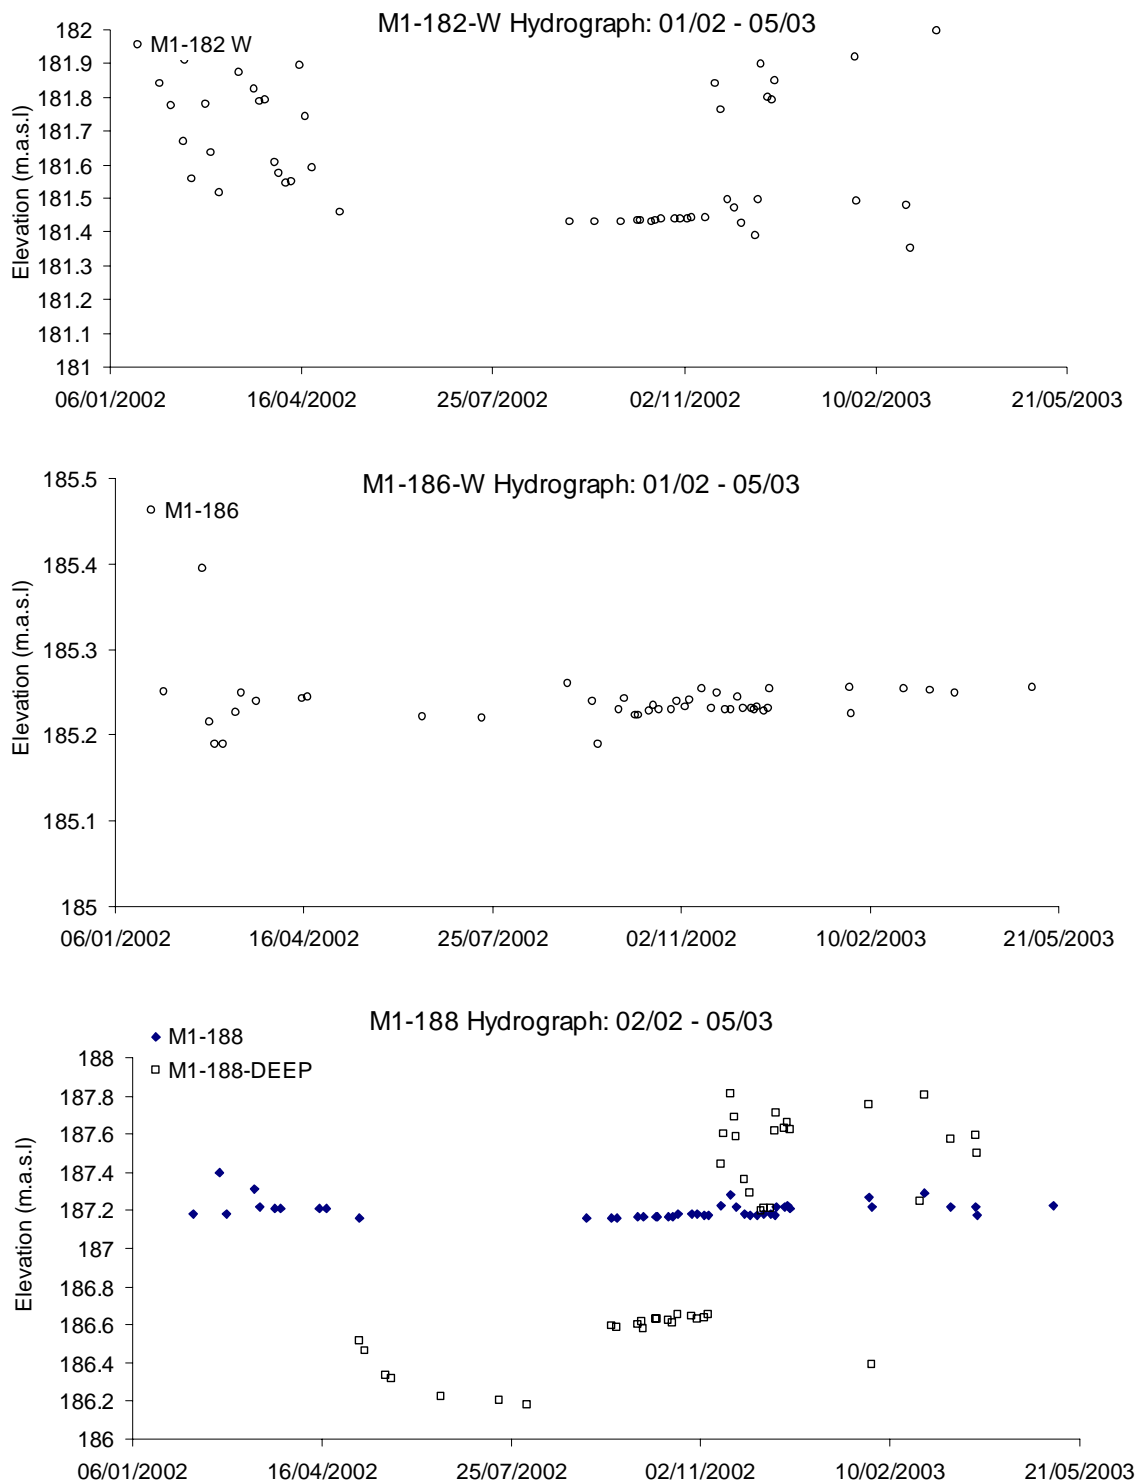 M1-182-W Hydrograph: 01/02 - 05/03
M1-182 W
Elevation (m.a.s.l)
182
181.9
181.8
181.7
181.6
181.5
181.4
181.3
181.2
181.1
181
06/01/2002 16/04/2002 25/07/2002 02/11/2002 10/02/2003 21/05/2003
M1-186-W Hydrograph: 01/02 - 05/03
M1-186
Elevation (m.a.s.l)
185.5
185.4
185.3
185.2
185.1
185
06/01/2002 16/04/2002 25/07/2002 02/11/2002 10/02/2003 21/05/2003
M1-188 Hydrograph: 02/02 - 05/03
M1-188
M1-188-DEEP
Elevation (m.a.s.l)
188
187.8
187.6
187.4
187.2
187
186.8
186.6
186.4
186.2
186
06/01/2002 16/04/2002 25/07/2002 02/11/2002 10/02/2003 21/05/2003